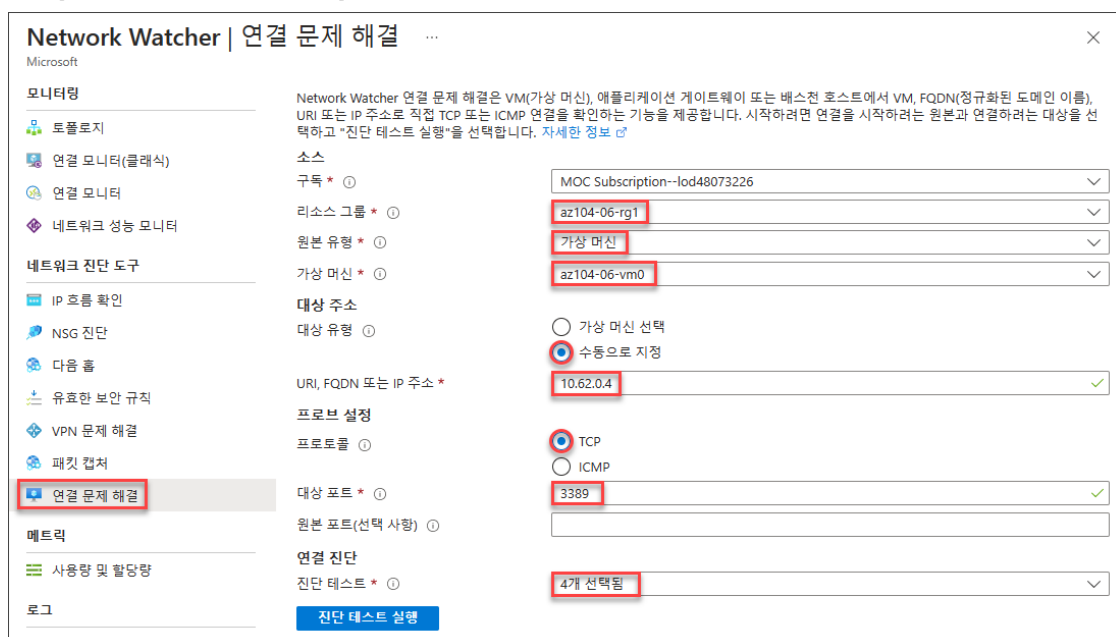 Network Watcher | 연결 문제 해결 ...
Microsoft
모니터링
토폴로지
연결 모니터(클래식)
연결 모니터
네트워크 성능 모니터
네트워크 진단 도구
IP 흐름 확인
NSG 진단
다음 홉
유효한 보안 규칙
VPN 문제 해결
패킷 캡처
연결 문제 해결
메트릭
사용량 및 할당량
로그
Network Watcher 연결 문제 해결은 VM(가상 머신), 애플리케이션 게이트웨이 또는 배스천 호스트에서 VM, FQDN(정규화된 도메인 이름),
URI 또는 IP 주소로 직접 TCP 또는 ICMP 연결을 확인하는 기능을 제공합니다. 시작하려면 연결을 시작하려는 원본과 연결하려는 대상을 선
택하고 "진단 테스트 실행"을 선택합니다. 자세한 정보
소스
구독 * MOC Subscription--lod48073226
리소스 그룹 * az104-06-rg1
원본 유형 * 가상 머신
가상 머신 * az104-06-vm0
대상 주소
대상 유형 가상 머신 선택
수동으로 지정
URI, FQDN 또는 IP 주소 * 10.62.0.4
프로브 설정
프로토콜 TCP
ICMP
대상 포트 * 3389
원본 포트(선택 사항)
연결 진단
진단 테스트 * 4개 선택됨
진단 테스트 실행